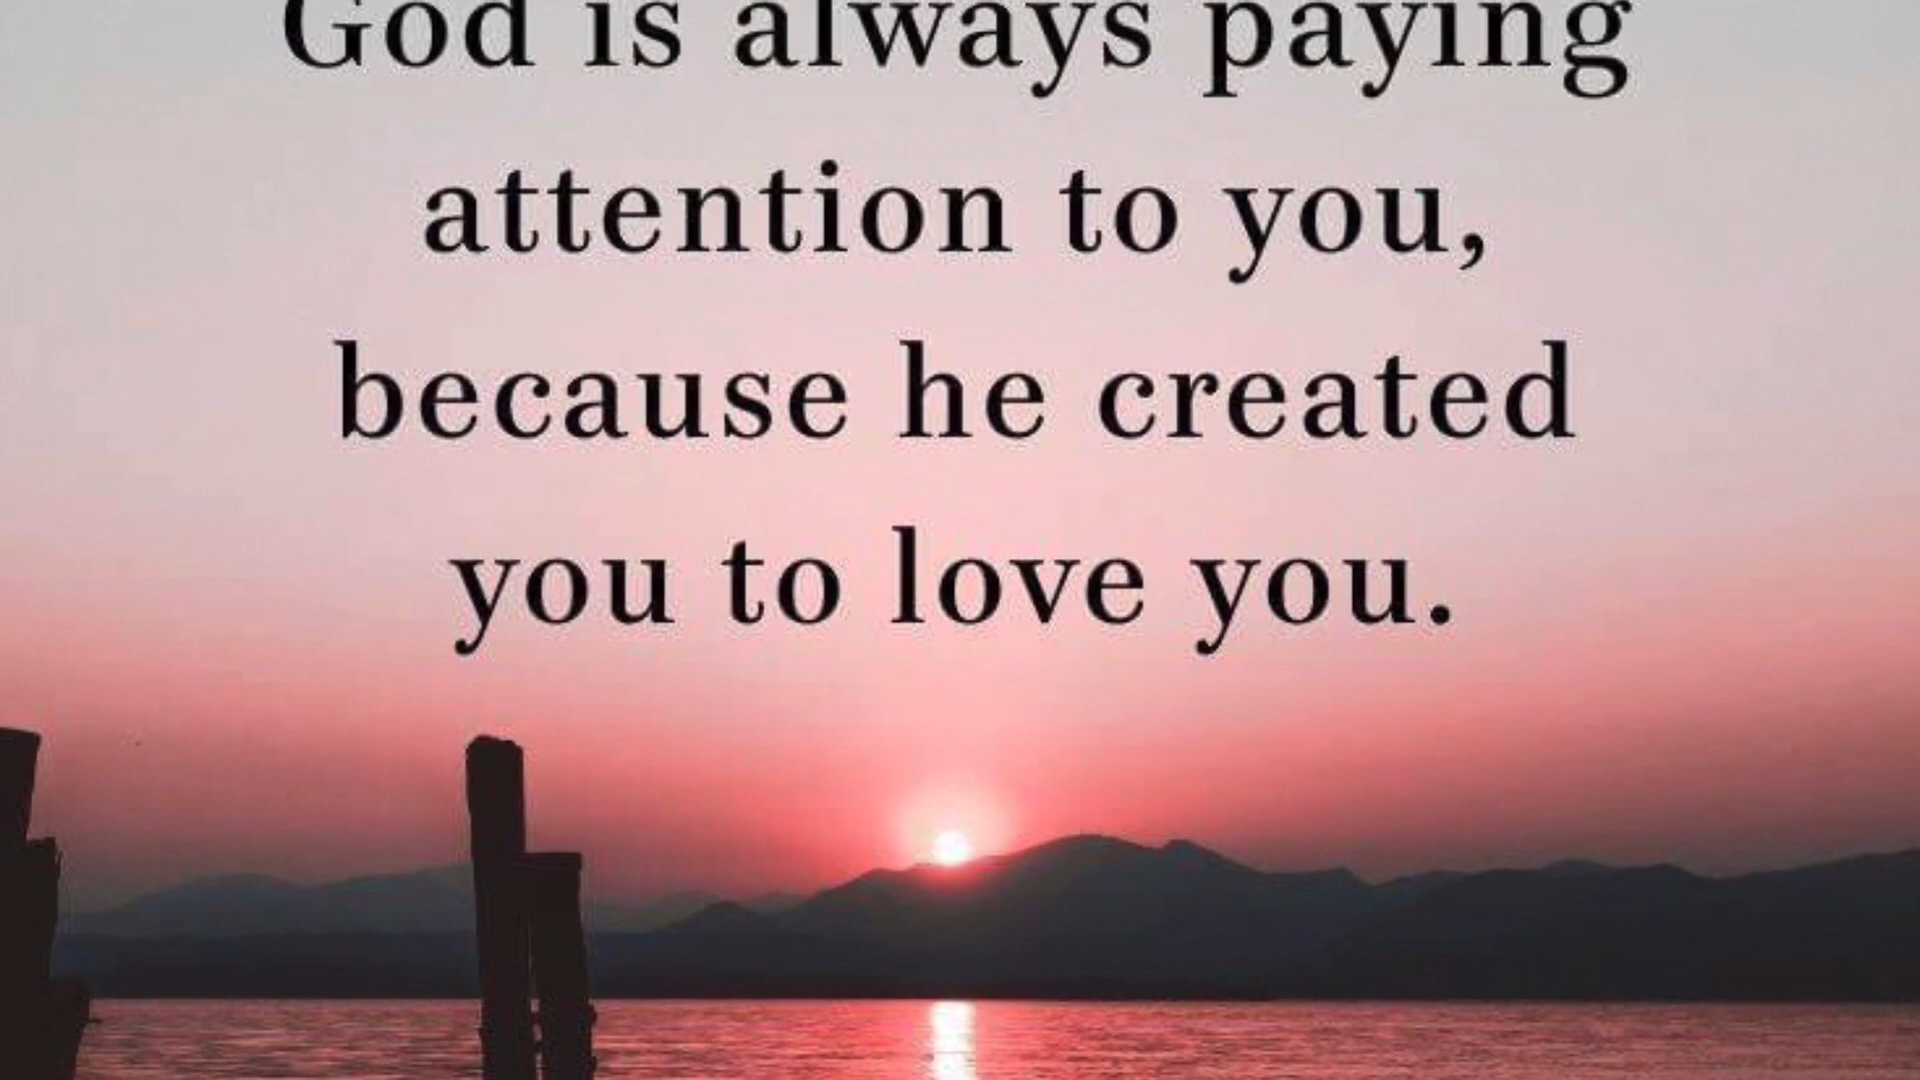 God is always paying
attention to you,
because he created
you to love you.